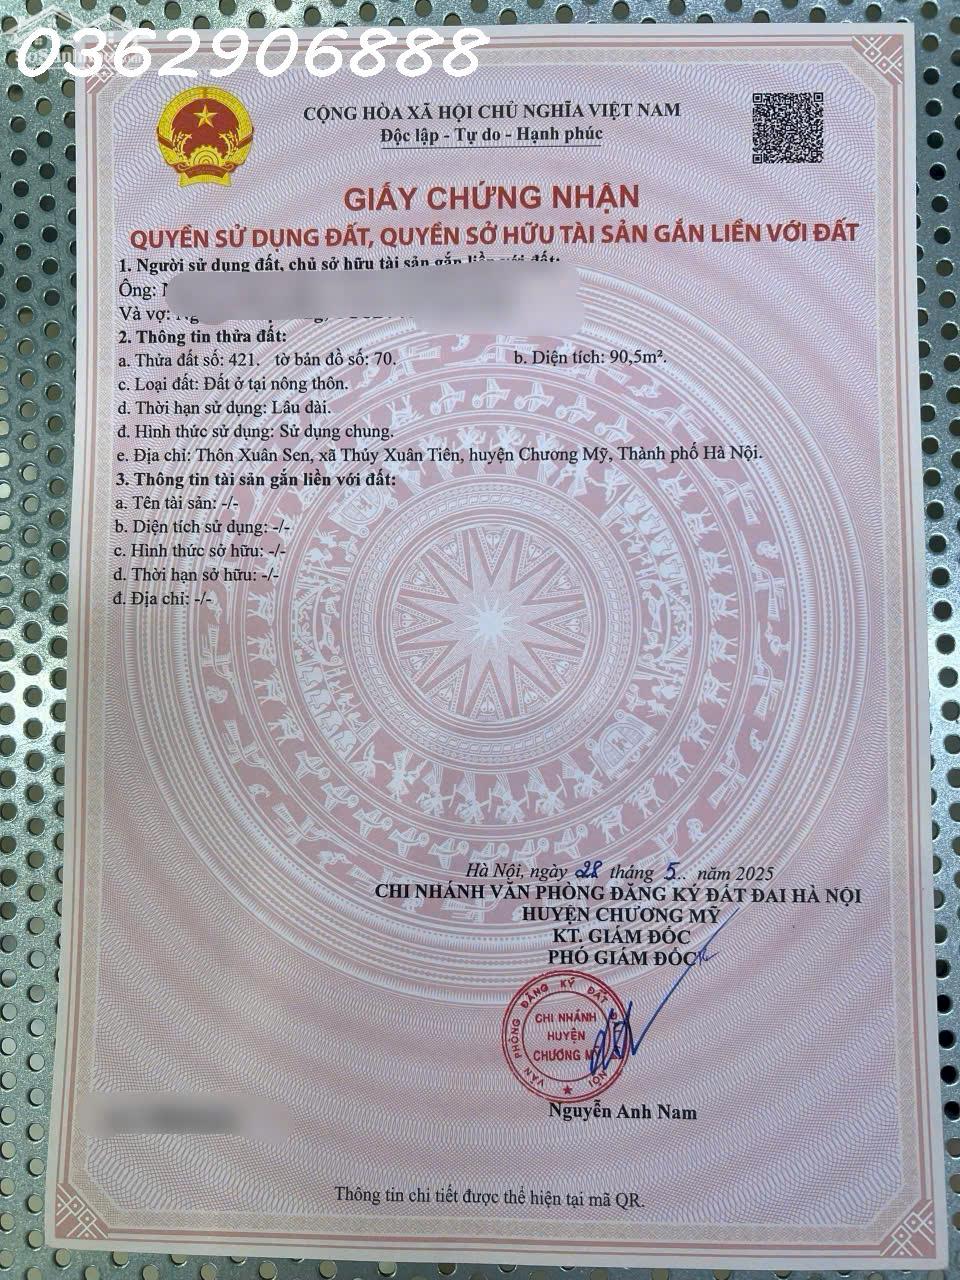 0362906888
CỘNG HÒA XÃ HỘI CHỦ NGHĨA VIỆT NAM
Độc lập - Tự do - Hạnh phúc
GIẤY CHỨNG NHẬN
QUYỀN SỬ DỤNG ĐẤT, QUYỀN SỞ HỮU TÀI SẢN GẮN LIỀN VỚI ĐẤT
1. Người sử dụng đất, chủ sở hữu tài sản gắn liền với đất:
Ông:
Và vợ:
2. Thông tin thửa đất:
a. Thửa đất số: 421. tờ bản đồ số: 70. b. Diện tích: 90,5m².
c. Loại đất: Đất ở tại nông thôn.
d. Thời hạn sử dụng: Lâu dài.
đ. Hình thức sử dụng: Sử dụng chung.
e. Địa chỉ: Thôn Xuân Sen, xã Thủy Xuân Tiên, huyện Chương Mỹ, Thành phố Hà Nội.
3. Thông tin tài sản gắn liền với đất:
a. Tên tài sản: -/-
b. Diện tích sử dụng: -/-
c. Hình thức sở hữu: -/-
d. Thời hạn sở hữu: -/-
đ. Địa chỉ: -/-
Hà Nội, ngày 28 tháng 5.. năm 2025
CHI NHÁNH VĂN PHÒNG ĐĂNG KÝ ĐẤT ĐAI HÀ NỘI
HUYỆN CHƯƠNG MỸ
KT. GIÁM ĐỐC
PHÓ GIÁM ĐỐC
VĂN PHÒNG ĐĂNG KÝ ĐẤT
NỘI
CHI NHÁNH
HUYỆN
CHƯƠNG MỸ
Nguyễn Anh Nam
Thông tin chi tiết được thể hiện tại mã QR.